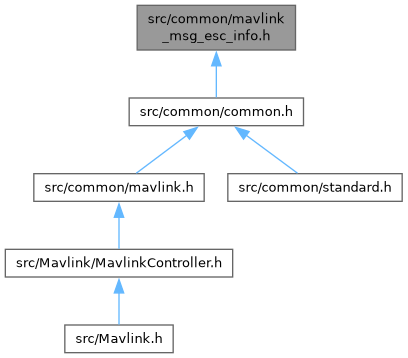 src/common/mavlink
_msg_esc_info.h
src/common/common.h
src/common/mavlink.h
src/common/standard.h
src/Mavlink/MavlinkController.h
src/Mavlink.h